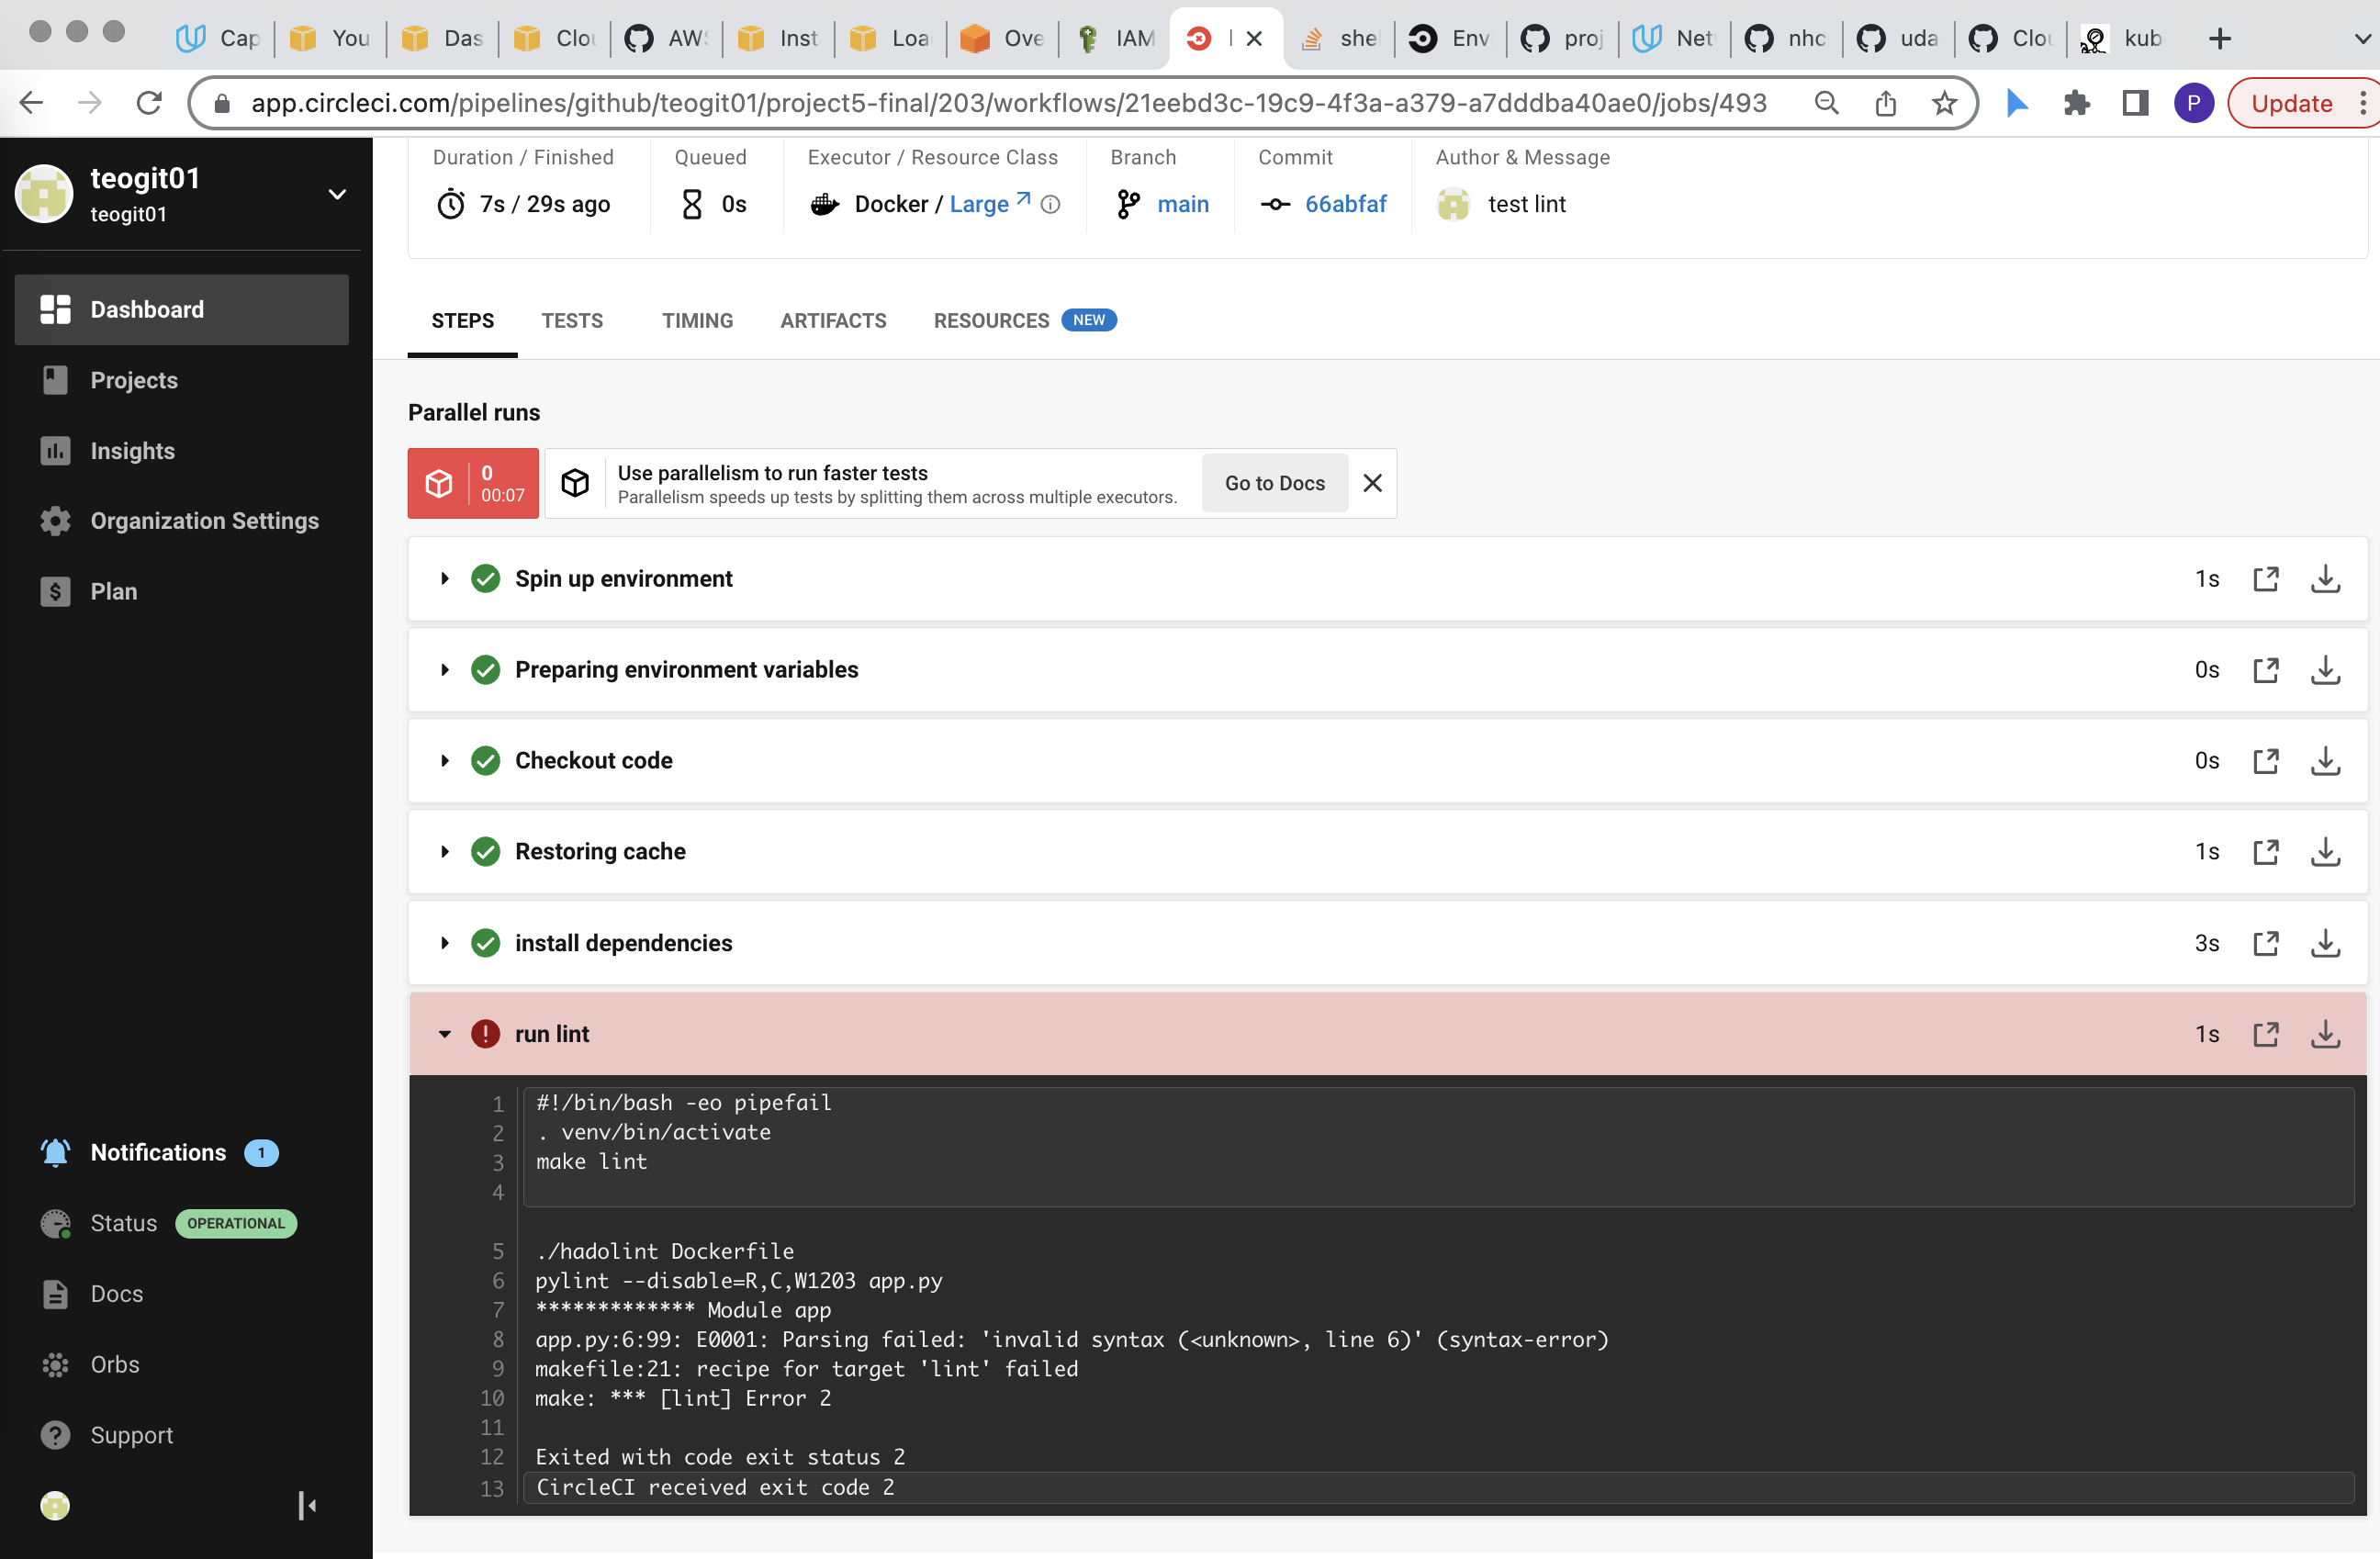 Cap
You
Das
Clou
AWS
Inst
Loa
Ove
IAM
shel
Env
proj
Net
nhc
uda
Clou
kub
app.circleci.com/pipelines/github/teogit01/project5-final/203/workflows/21eebd3c-19c9-4f3a-a379-a7dddba40ae0/jobs/493
P
Update
teogit01
teogit01
Dashboard
Projects
Insights
Organization Settings
Plan
Notifications 1
Status OPERATIONAL
Docs
Orbs
Support
Duration / Finished
7s / 29s ago
Queued
0s
Executor / Resource Class
Docker / Large
Branch
main
Commit
66abfaf
Author & Message
test lint
STEPS
TESTS
TIMING
ARTIFACTS
RESOURCES NEW
Parallel runs
0
00:07
Use parallelism to run faster tests
Parallelism speeds up tests by splitting them across multiple executors.
Go to Docs
Spin up environment 1s
Preparing environment variables 0s
Checkout code 0s
Restoring cache 1s
install dependencies 3s
run lint 1s
1 #!/bin/bash -eo pipefail
2 . venv/bin/activate
3 make lint
4
5 ./hadolint Dockerfile
6 pylint --disable=R,C,W1203 app.py
7 ************* Module app
8 app.py:6:99: E0001: Parsing failed: 'invalid syntax (<unknown>, line 6)' (syntax-error)
9 makefile:21: recipe for target 'lint' failed
10 make: *** [lint] Error 2
11
12 Exited with code exit status 2
13 CircleCI received exit code 2